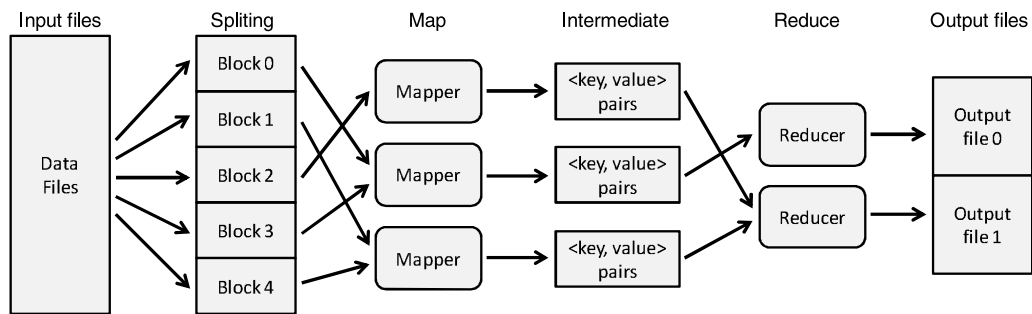 Input files
Spliting
Map
Intermediate
Reduce
Output files
Data
Files
Block 0
Block 1
Block 2
Block 3
Block 4
Mapper
Mapper
Mapper
<key, value>
pairs
<key, value>
pairs
<key, value>
pairs
Reducer
Reducer
Output
file 0
Output
file 1